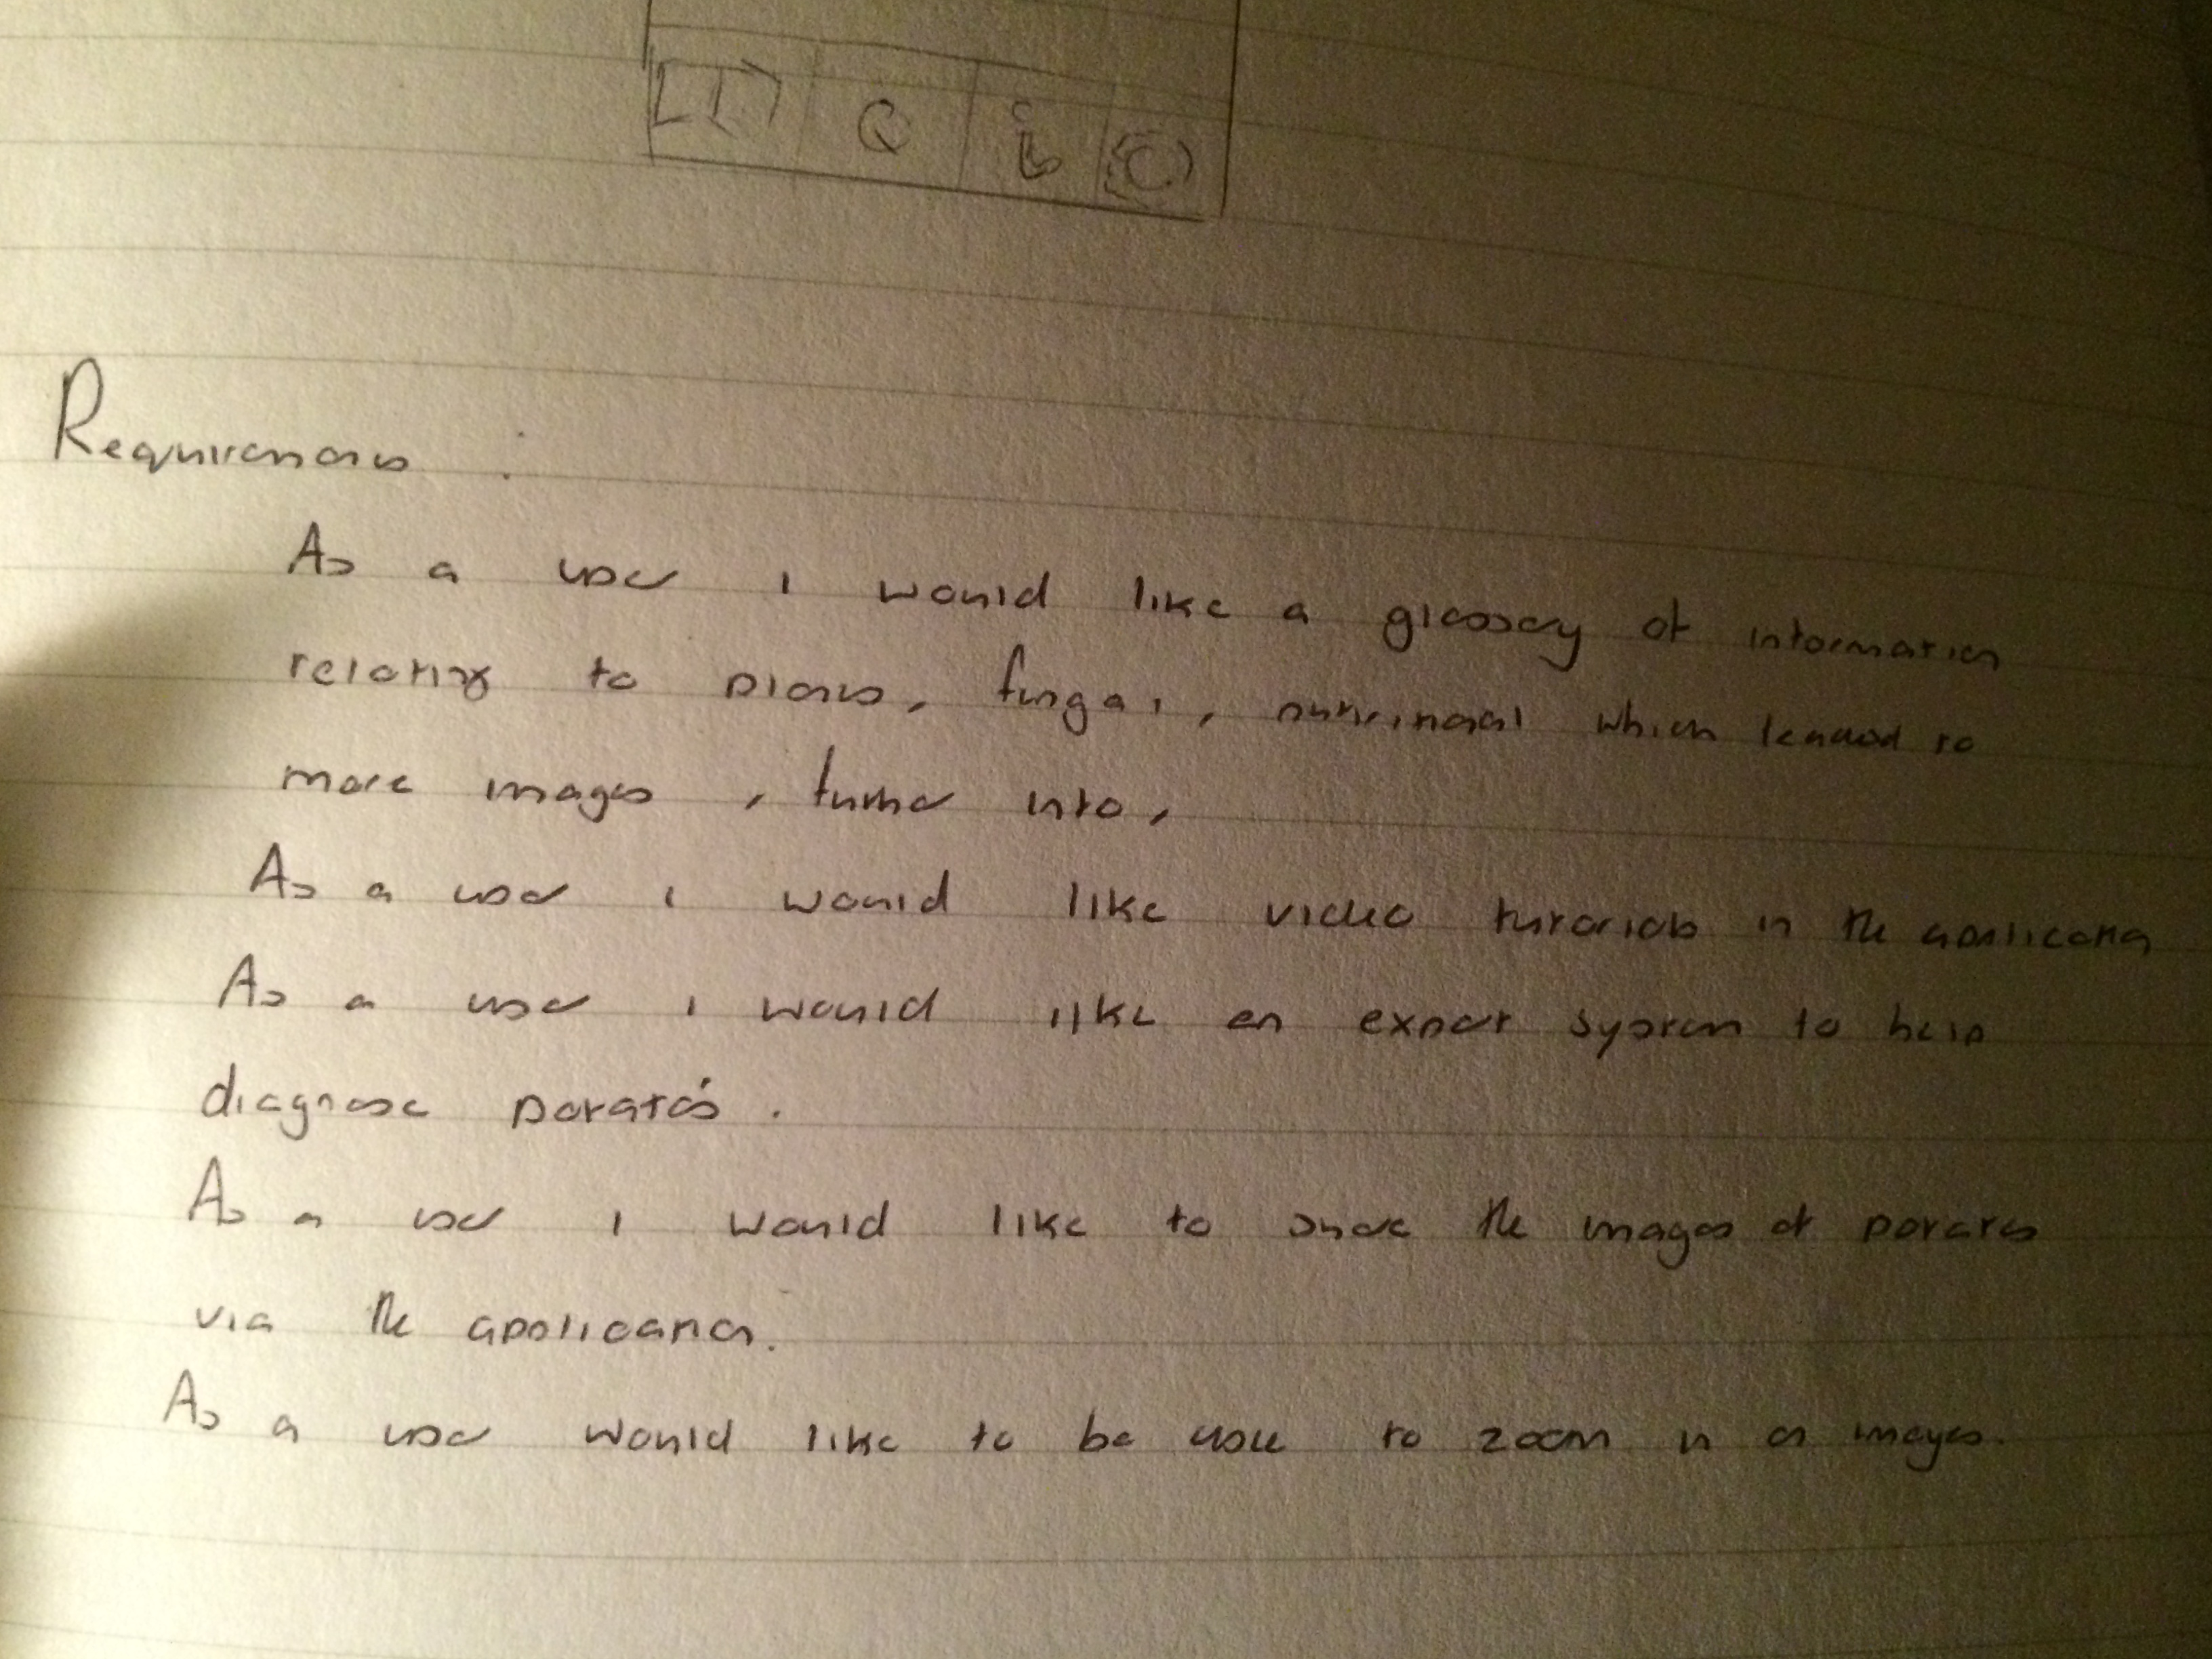 Requirements :
As a user i would like a glossary of information
relating to plants, fungal, nutritional which linked to
more images, further info,
As a user i would like video tutorials in the application
As a user i would like an expert system to help
diagnose
As a user i would like to share the images of
via the application.
As a user would like to be able to zoom in on images.